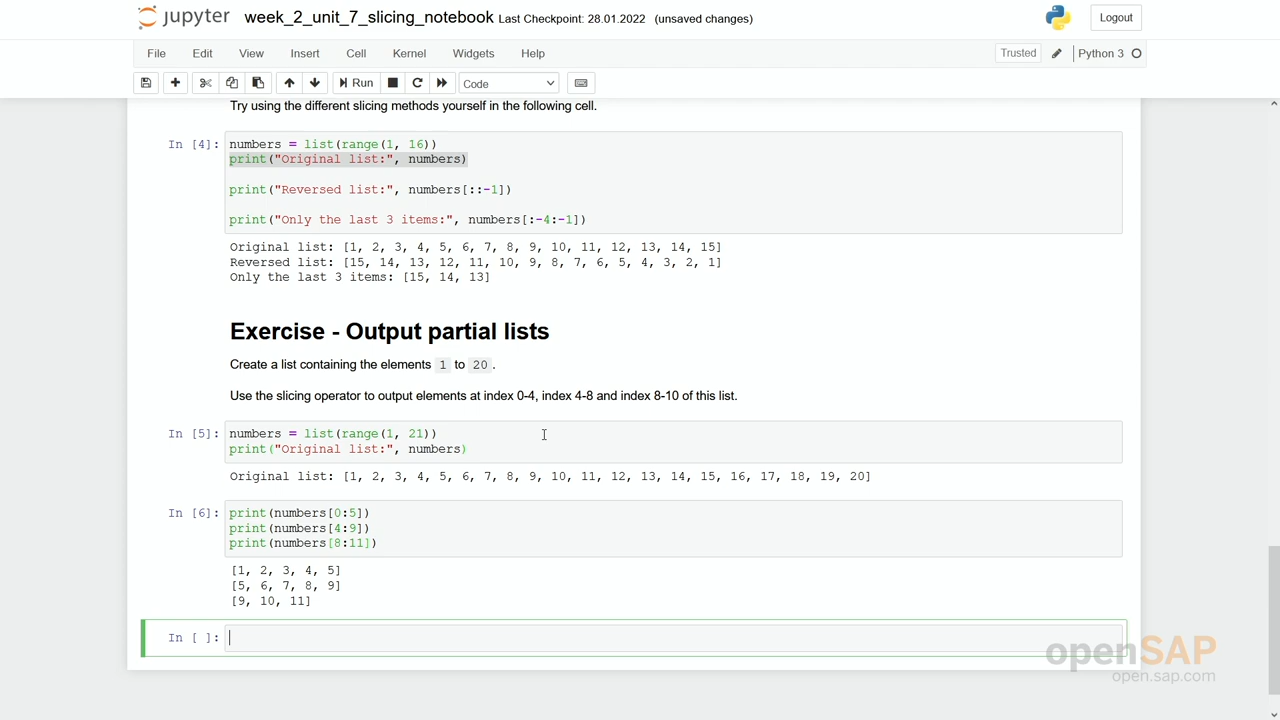 jupyter week_2_unit_7_slicing_notebook Last Checkpoint: 28.01.2022 (unsaved changes) Logout
File Edit View Insert Cell Kernel Widgets Help Trusted Python 3
Run Code
Try using the different slicing methods yourself in the following cell.
In [4]: numbers = list(range(1, 16))
print("Original list:", numbers)
print("Reversed list:", numbers[::-1])
print("Only the last 3 items:", numbers[:-4:-1])
Original list: [1, 2, 3, 4, 5, 6, 7, 8, 9, 10, 11, 12, 13, 14, 15]
Reversed list: [15, 14, 13, 12, 11, 10, 9, 8, 7, 6, 5, 4, 3, 2, 1]
Only the last 3 items: [15, 14, 13]
Exercise - Output partial lists
Create a list containing the elements 1 to 20 .
Use the slicing operator to output elements at index 0-4, index 4-8 and index 8-10 of this list.
In [5]: numbers = list(range(1, 21))
print("Original list:", numbers)
Original list: [1, 2, 3, 4, 5, 6, 7, 8, 9, 10, 11, 12, 13, 14, 15, 16, 17, 18, 19, 20]
In [6]: print(numbers[0:5])
print(numbers[4:9])
print(numbers[8:11])
[1, 2, 3, 4, 5]
[5, 6, 7, 8, 9]
[9, 10, 11]
In [ ]:
openSAP
open.sap.com